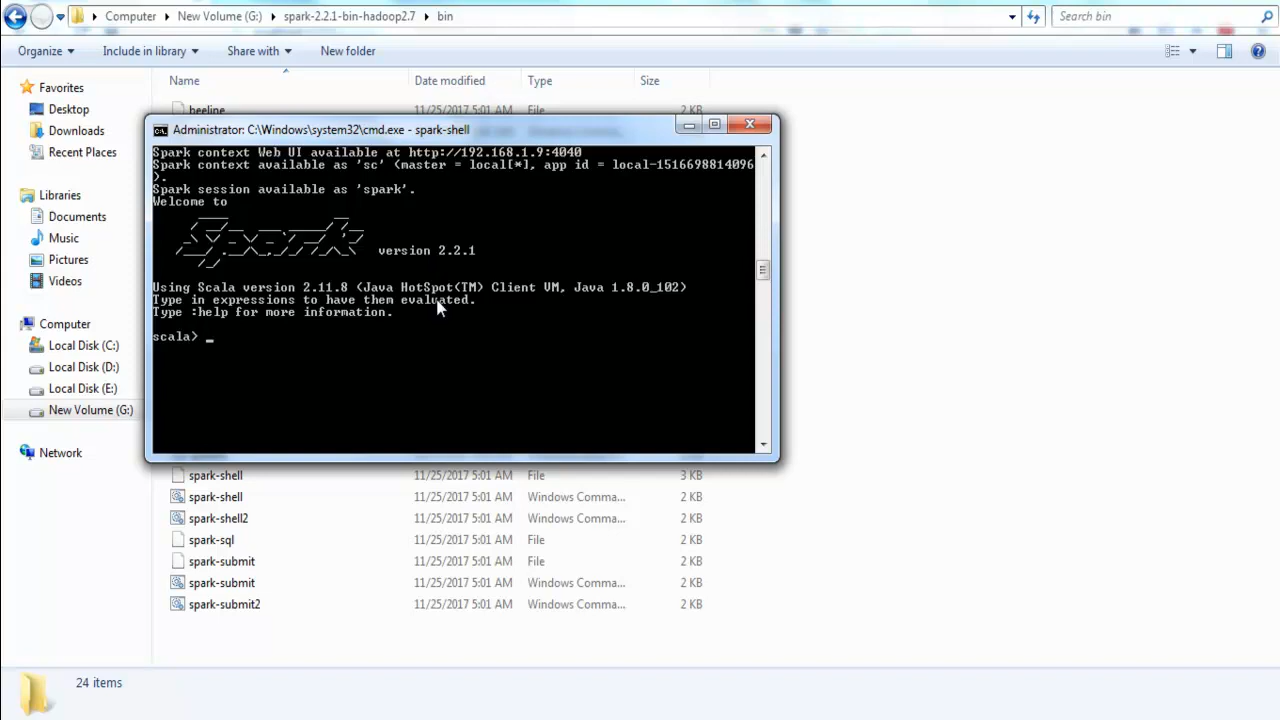 Computer ▸ New Volume (G:) ▸ spark-2.2.1-bin-hadoop2.7 ▸ bin
Search bin
Organize
Include in library
Share with
New folder
Name
Date modified
Type
Size
Favorites
Desktop
Downloads
Recent Places
Libraries
Documents
Music
Pictures
Videos
Computer
Local Disk (C:)
Local Disk (D:)
Local Disk (E:)
New Volume (G:)
Network
beeline 11/25/2017 5:01 AM File 2 KB
Administrator: C:\Windows\system32\cmd.exe - spark-shell
Spark context Web UI available at http://192.168.1.9:4040
Spark context available as 'sc' (master = local[*], app id = local-1516698814096
).
Spark session available as 'spark'.
Welcome to
Spark version 2.2.1
Using Scala version 2.11.8 (Java HotSpot(TM) Client VM, Java 1.8.0_102)
Type in expressions to have them evaluated.
Type :help for more information.
scala> _
spark-shell 11/25/2017 5:01 AM File 3 KB
spark-shell 11/25/2017 5:01 AM Windows Comma... 2 KB
spark-shell2 11/25/2017 5:01 AM Windows Comma... 2 KB
spark-sql 11/25/2017 5:01 AM File 2 KB
spark-submit 11/25/2017 5:01 AM File 2 KB
spark-submit 11/25/2017 5:01 AM Windows Comma... 2 KB
spark-submit2 11/25/2017 5:01 AM Windows Comma... 2 KB
24 items